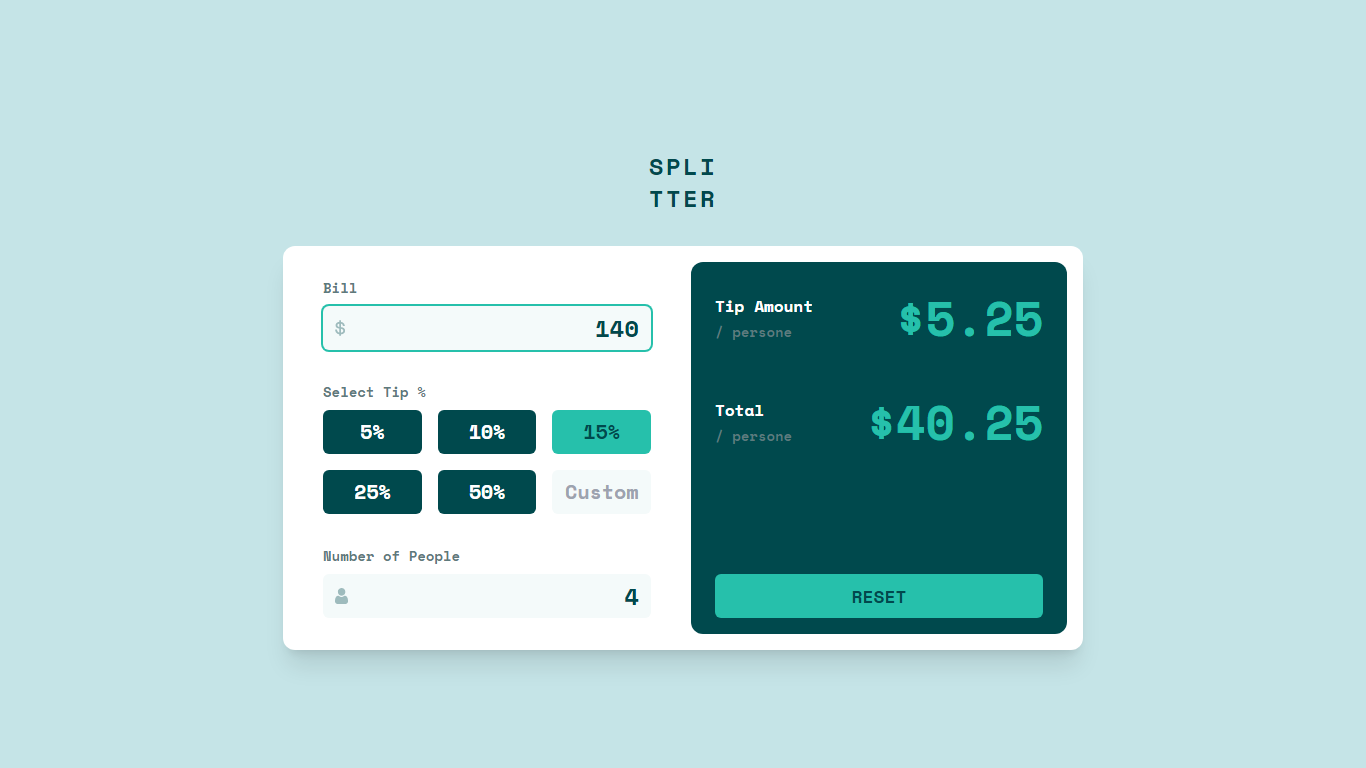 SPLI
TTER
Bill
$ 140
Select Tip %
5% 10% 15%
25% 50% Custom
Number of People
4
Tip Amount
/ persone
$5.25
Total
/ persone
$40.25
RESET